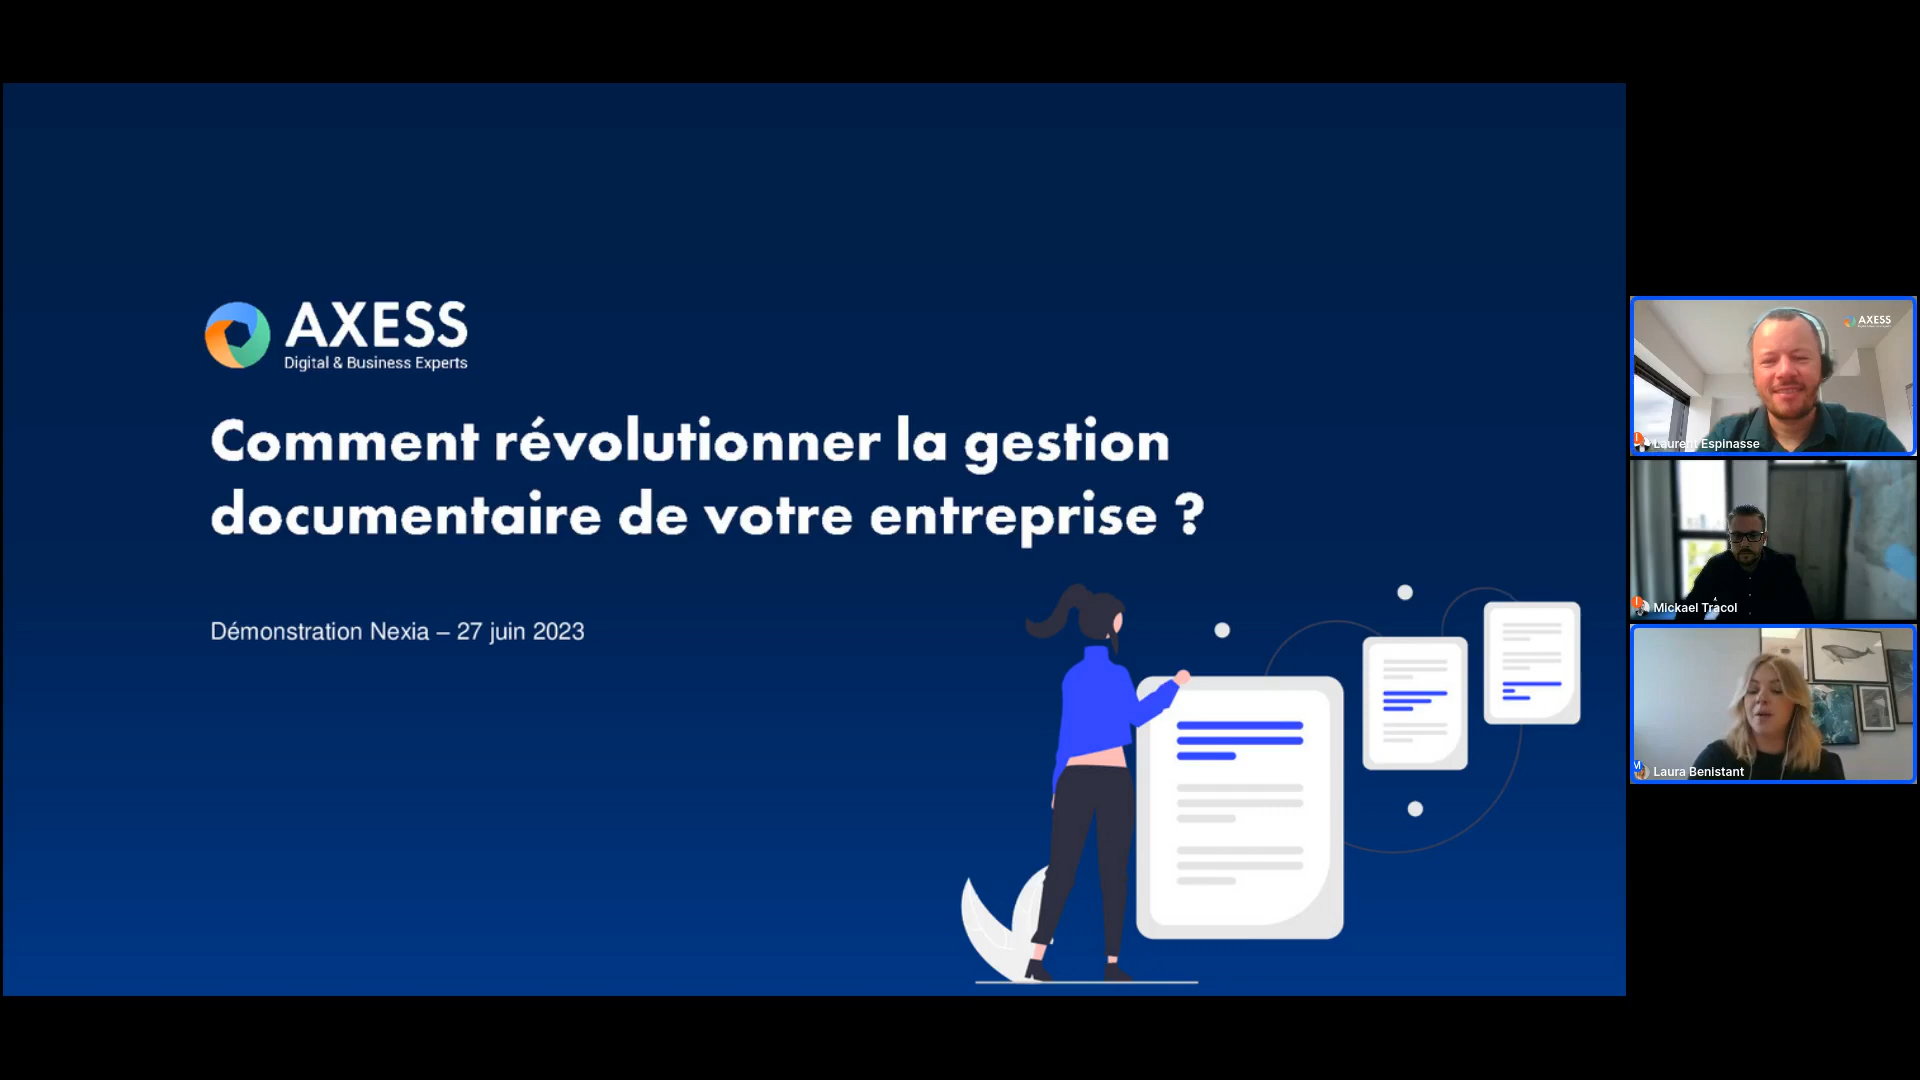 AXESS
Digital & Business Experts
Comment révolutionner la gestion
documentaire de votre entreprise ?
Démonstration Nexia – 27 juin 2023
AXESS
Laurent Espinasse
Mickael Tracol
M
Laura Benistant